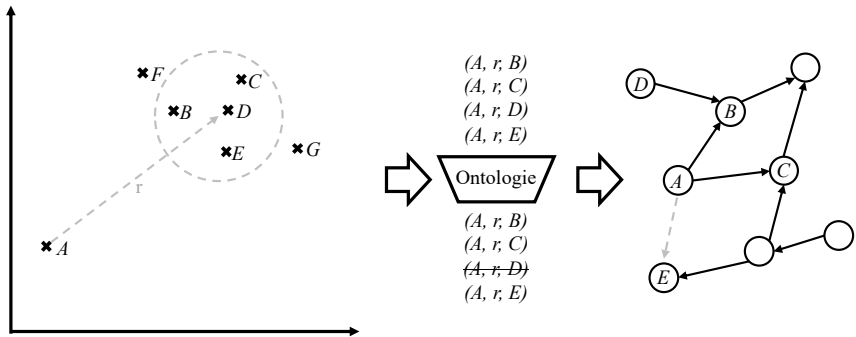 F
C
B
D
E
G
r
A
(A, r, B)
(A, r, C)
(A, r, D)
(A, r, E)
Ontologie
(A, r, B)
(A, r, C)
(A, r, D)
(A, r, E)
D
B
A
C
E